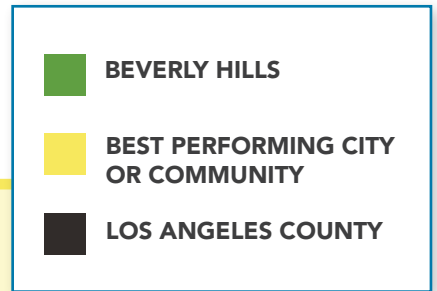 BEVERLY HILLS
BEST PERFORMING CITY
OR COMMUNITY
LOS ANGELES COUNTY